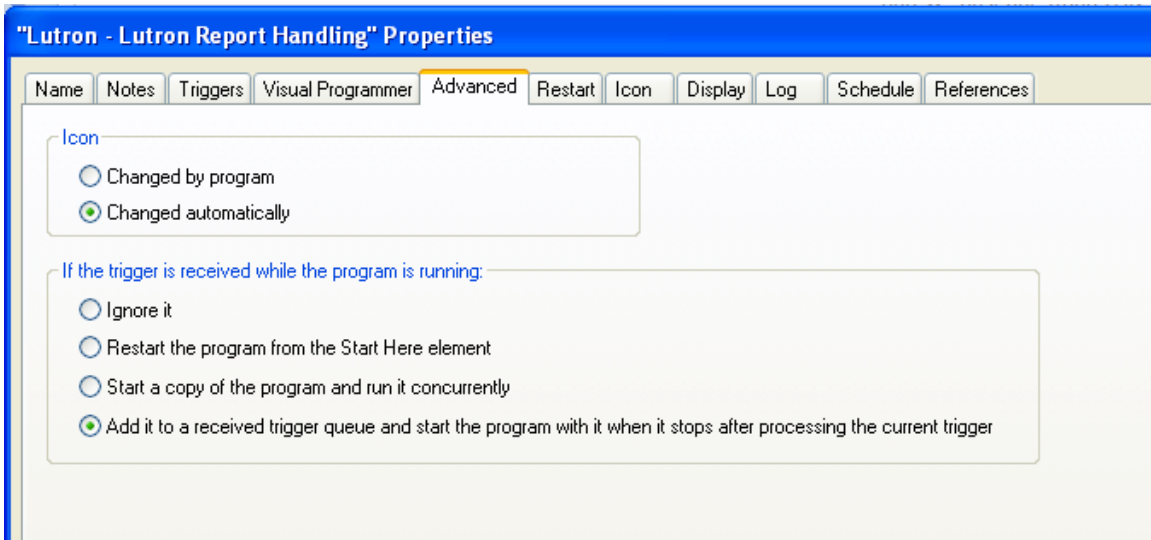 "Lutron - Lutron Report Handling" Properties
Name Notes Triggers Visual Programmer Advanced Restart Icon Display Log Schedule References
Icon
Changed by program
Changed automatically
If the trigger is received while the program is running:
Ignore it
Restart the program from the Start Here element
Start a copy of the program and run it concurrently
Add it to a received trigger queue and start the program with it when it stops after processing the current trigger